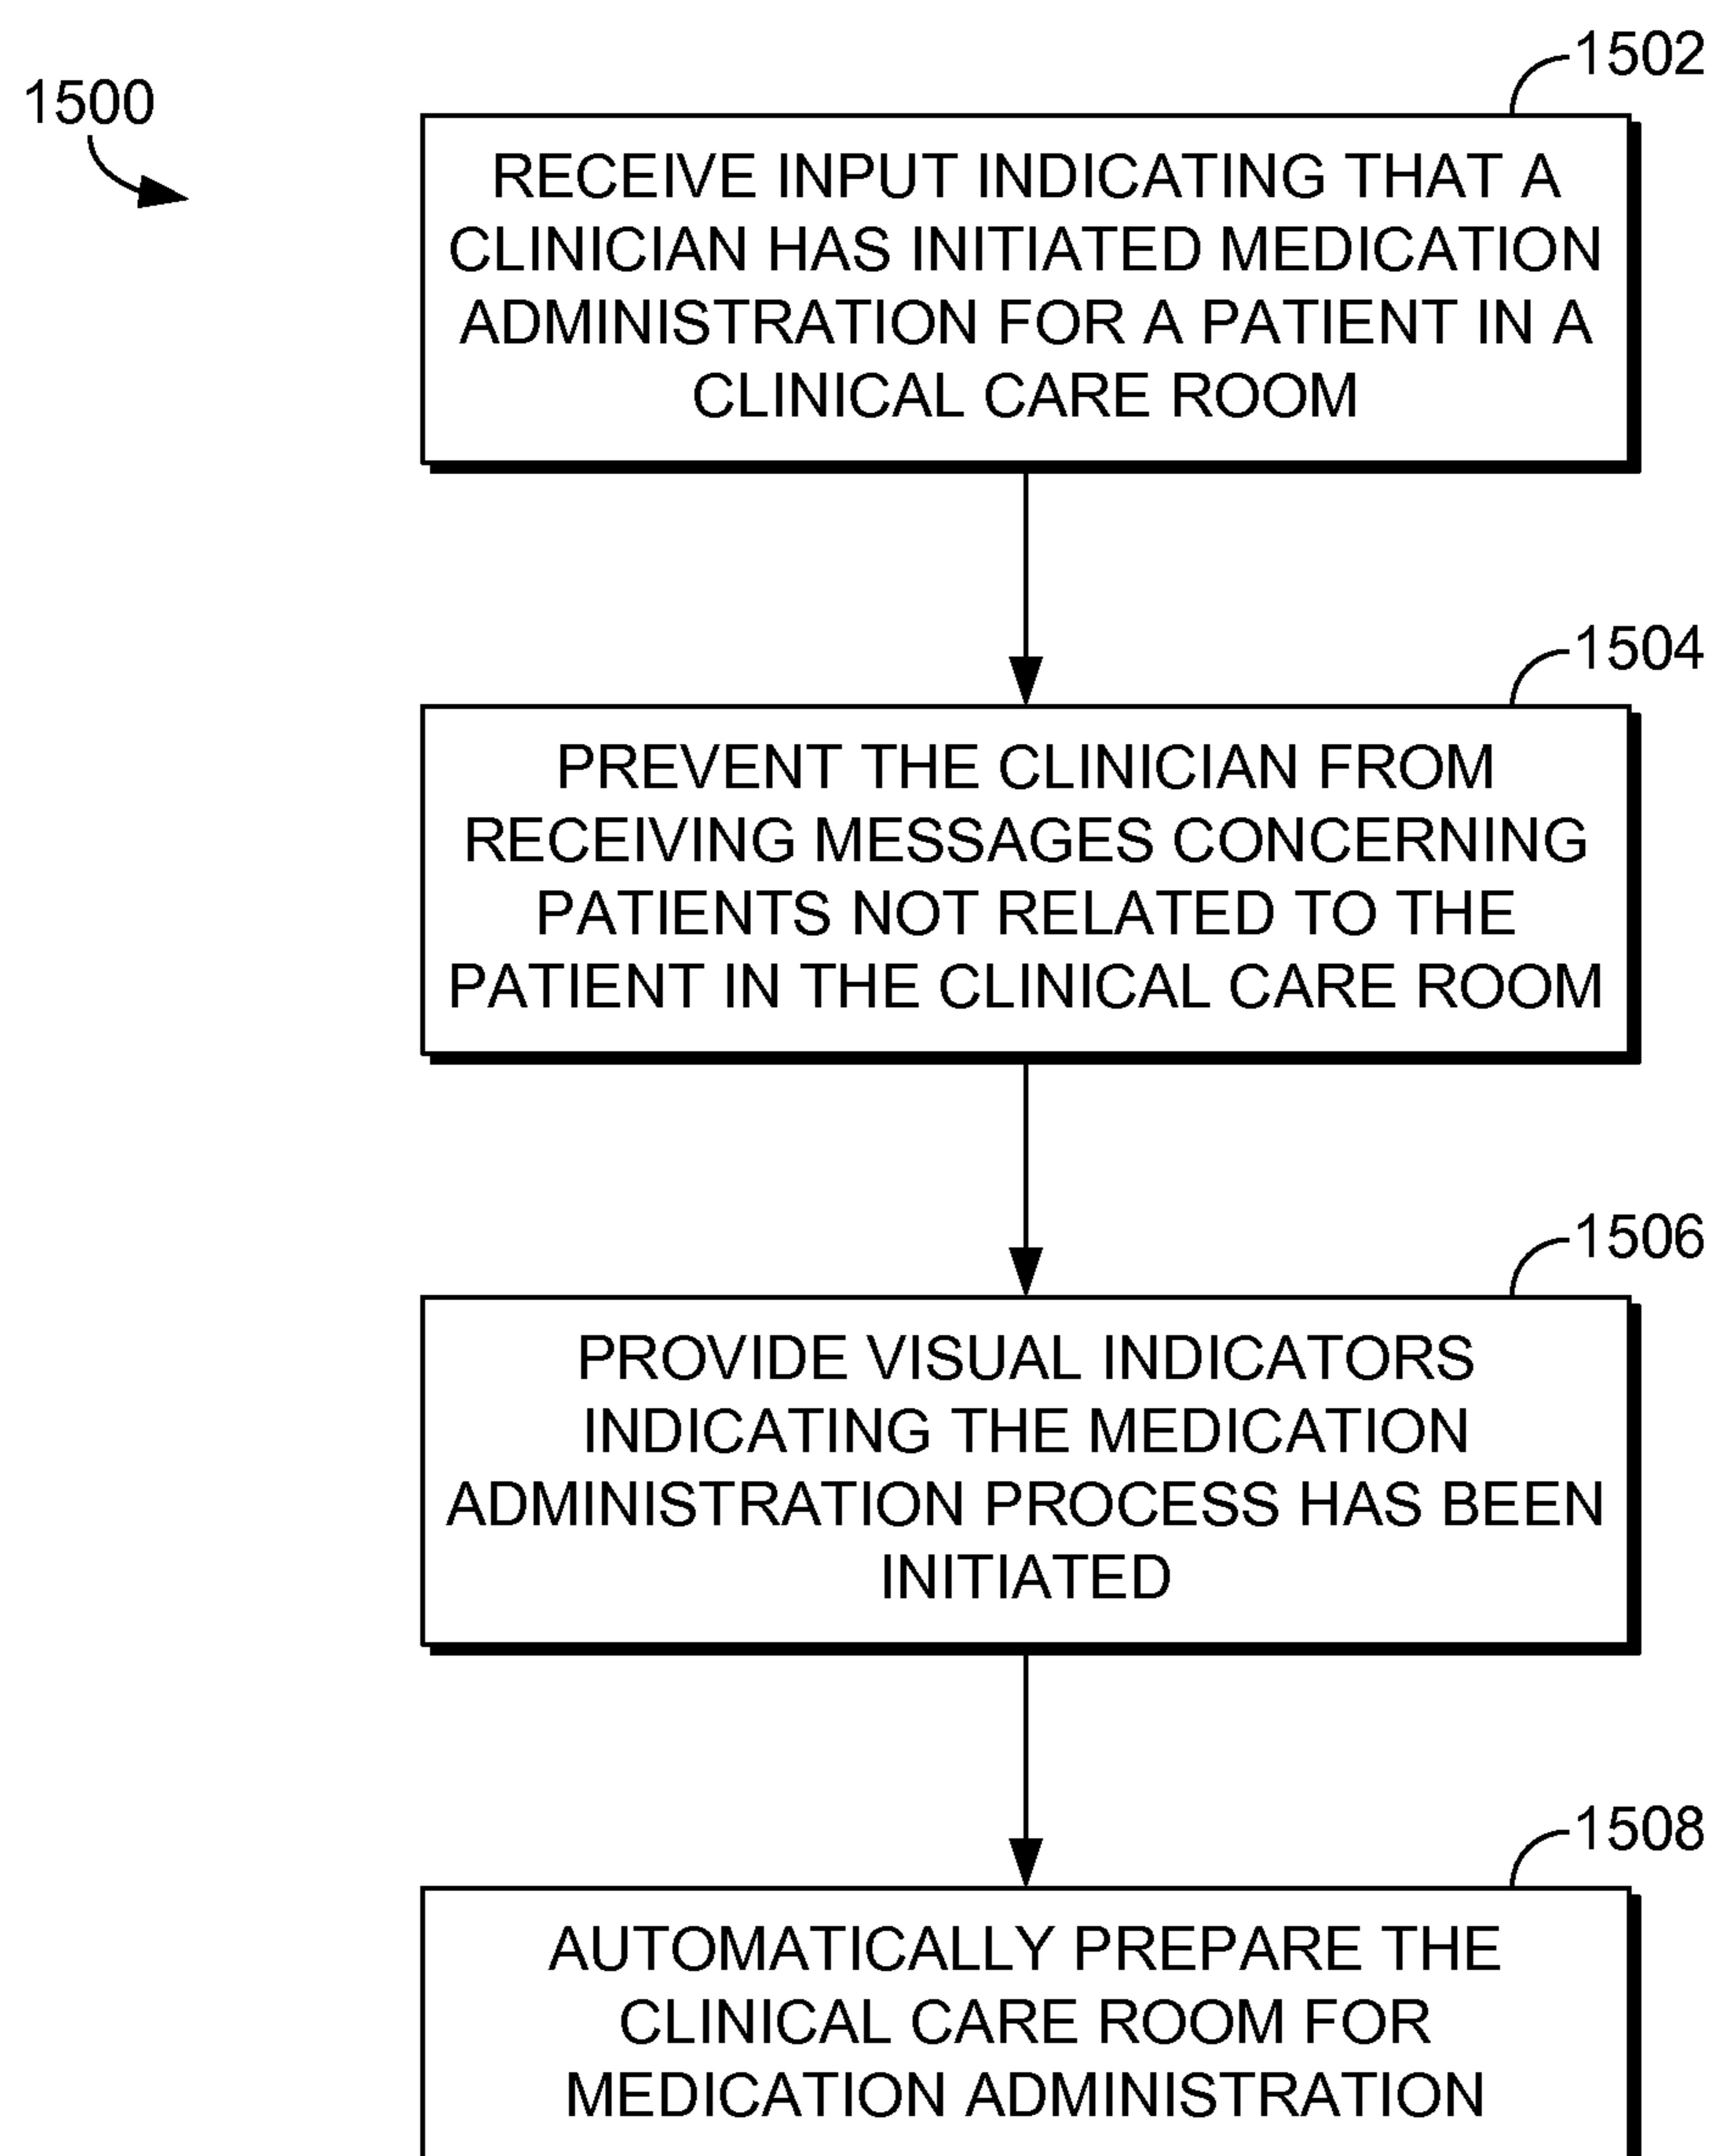 1500
1502
RECEIVE INPUT INDICATING THAT A
CLINICIAN HAS INITIATED MEDICATION
ADMINISTRATION FOR A PATIENT IN A
CLINICAL CARE ROOM
1504
PREVENT THE CLINICIAN FROM
RECEIVING MESSAGES CONCERNING
PATIENTS NOT RELATED TO THE
PATIENT IN THE CLINICAL CARE ROOM
1506
PROVIDE VISUAL INDICATORS
INDICATING THE MEDICATION
ADMINISTRATION PROCESS HAS BEEN
INITIATED
1508
AUTOMATICALLY PREPARE THE
CLINICAL CARE ROOM FOR
MEDICATION ADMINISTRATION